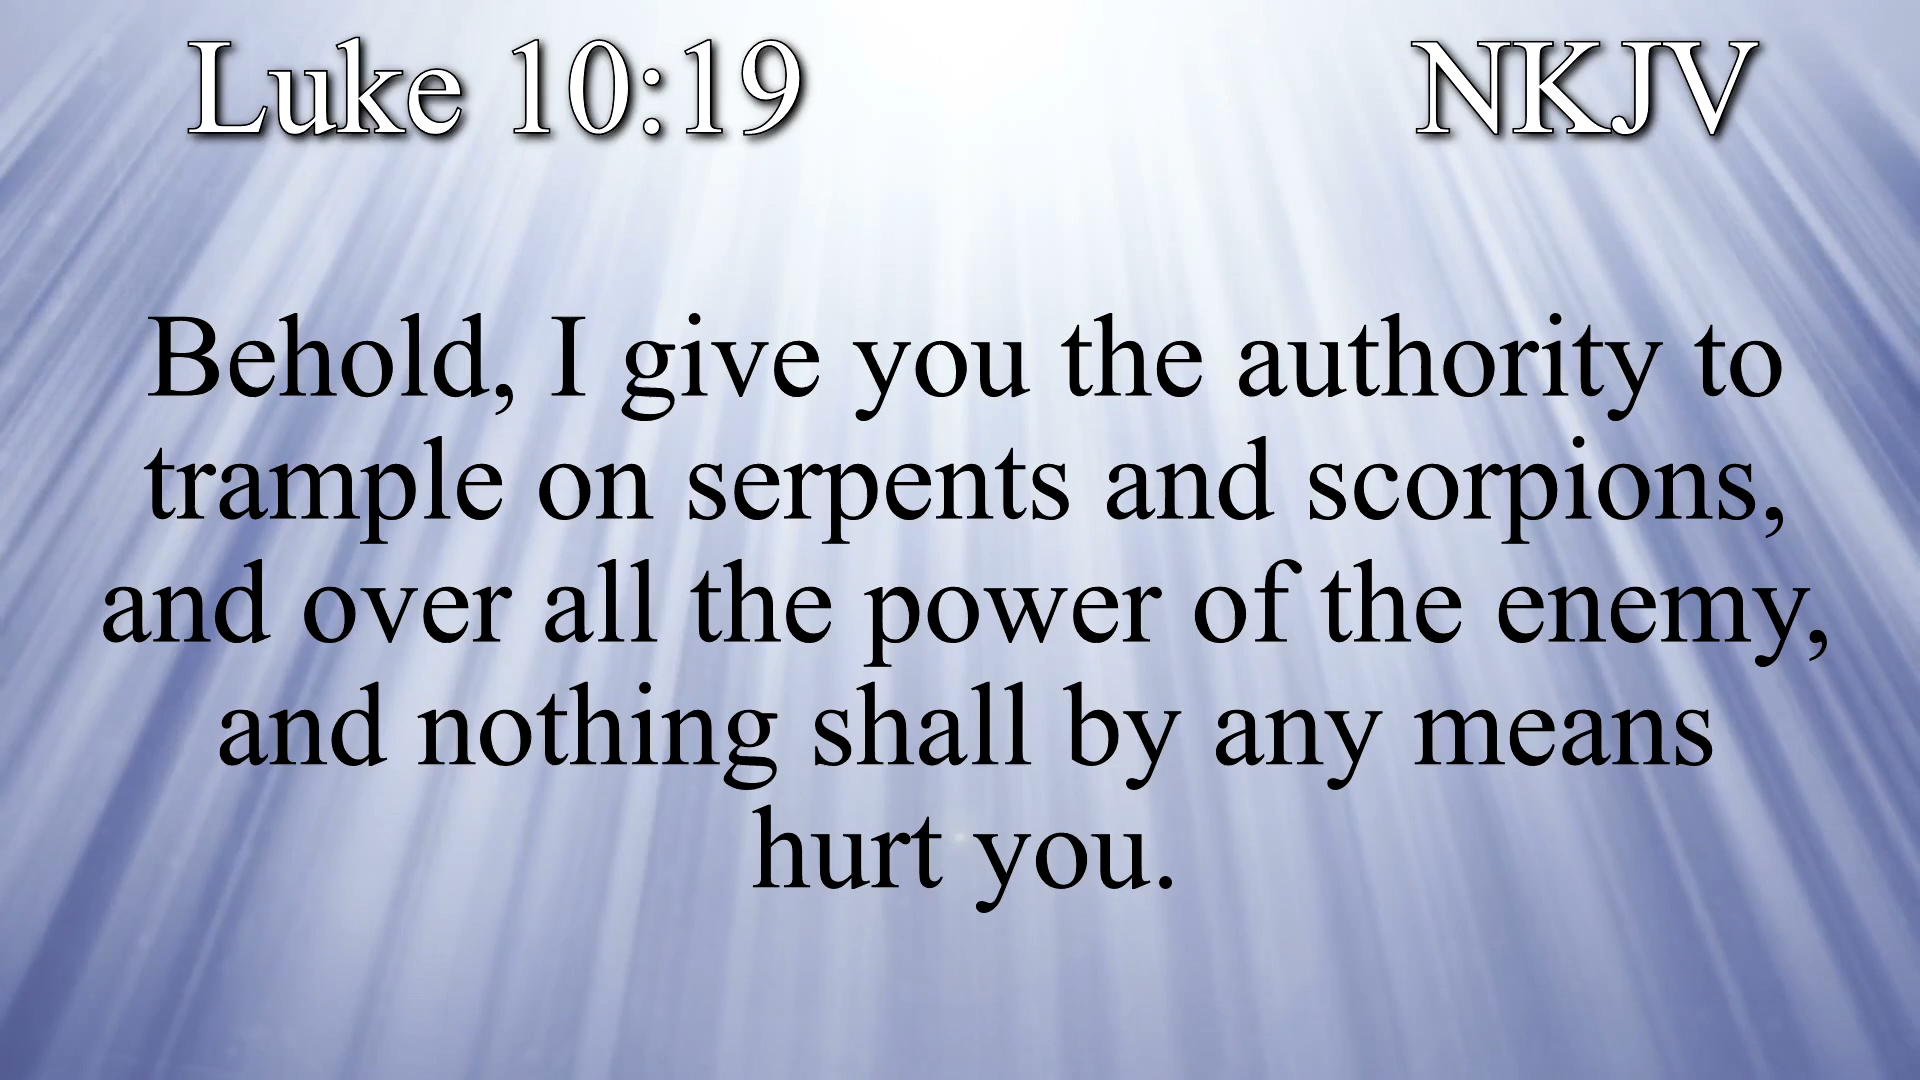 Luke 10:19 NKJV
Behold, I give you the authority to
trample on serpents and scorpions,
and over all the power of the enemy,
and nothing shall by any means
hurt you.